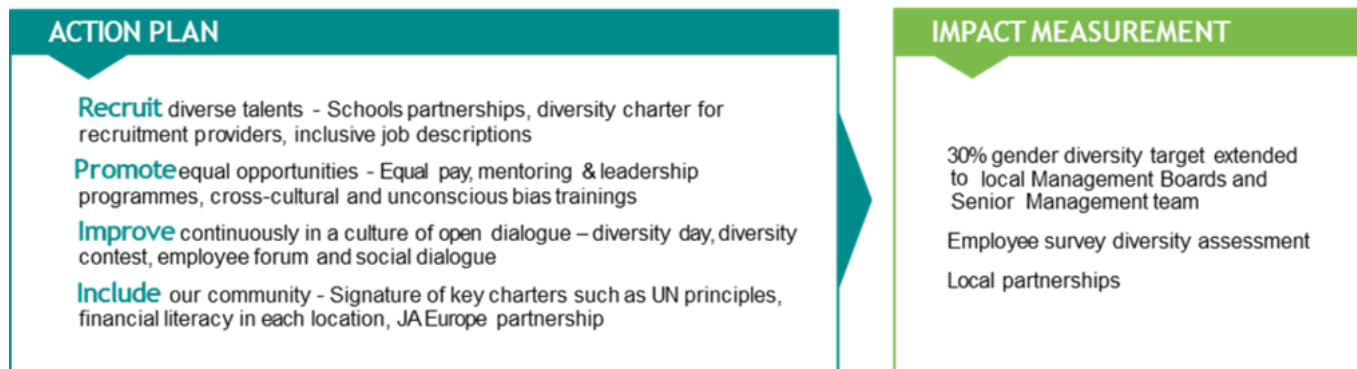 ACTION PLAN
Recruit diverse talents - Schools partnerships, diversity charter for
recruitment providers, inclusive job descriptions
Promote equal opportunities - Equal pay, mentoring & leadership
programmes, cross-cultural and unconscious bias trainings
Improve continuously in a culture of open dialogue – diversity day, diversity
contest, employee forum and social dialogue
Include our community - Signature of key charters such as UN principles,
financial literacy in each location, JA Europe partnership
IMPACT MEASUREMENT
30% gender diversity target extended
to local Management Boards and
Senior Management team
Employee survey diversity assessment
Local partnerships